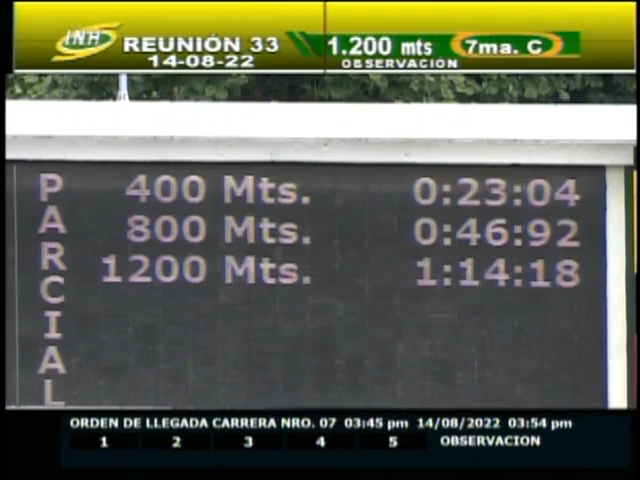 INH REUNIÓN 33
14-08-22
1.200 mts
OBSERVACIÓN
7ma. C
PARCIAL
400 Mts. 0:23:04
800 Mts. 0:46:92
1200 Mts. 1:14:18
ORDEN DE LLEGADA CARRERA NRO. 07 03:45 pm 14/08/2022 03:54 pm
1 2 3 4 5 OBSERVACION